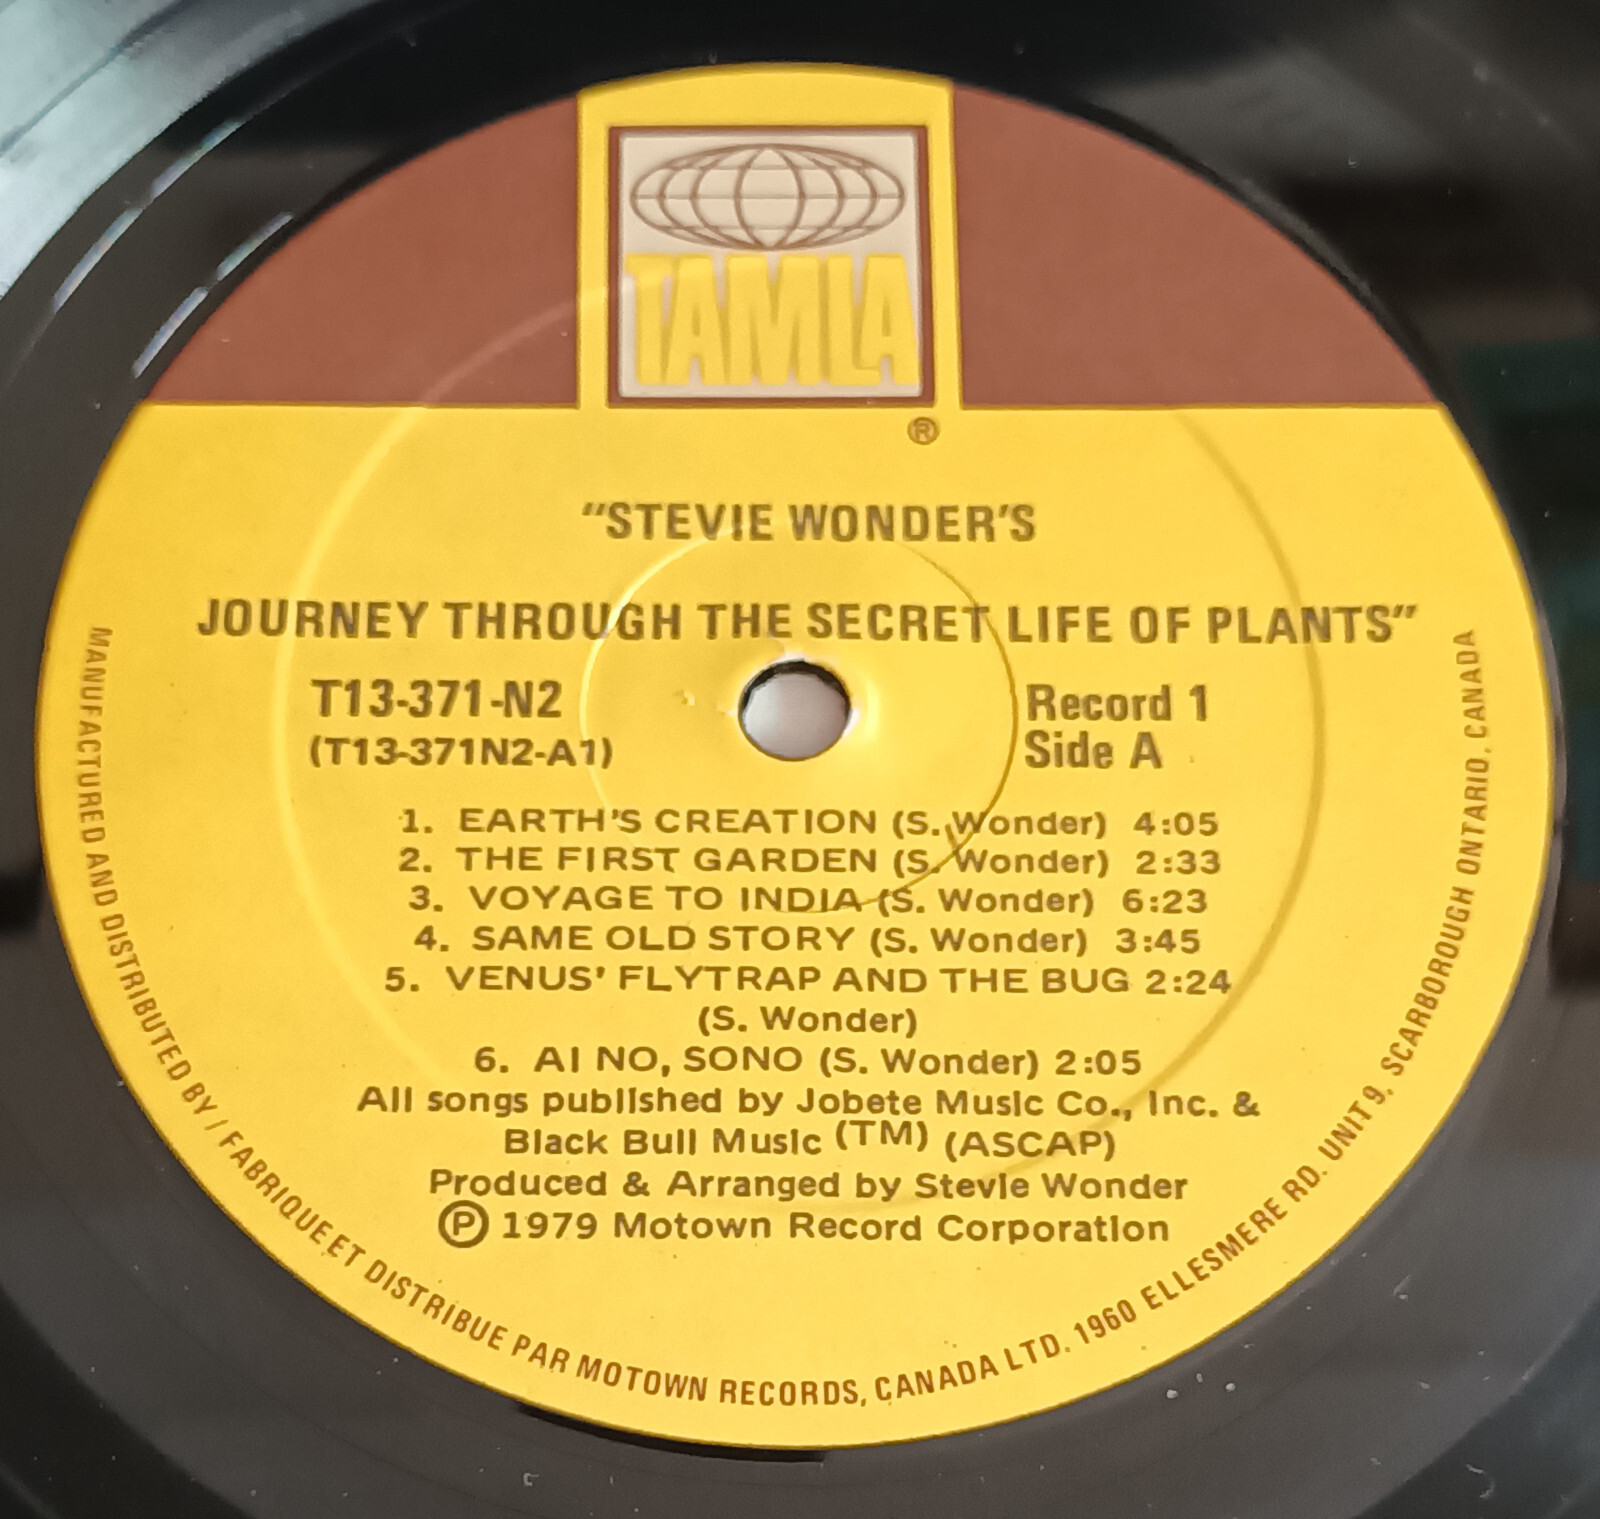 TAMLA
®
"STEVIE WONDER'S
JOURNEY THROUGH THE SECRET LIFE OF PLANTS"
T13-371-N2
(T13-371N2-A1)
Record 1
Side A
1. EARTH'S CREATION (S. Wonder) 4:05
2. THE FIRST GARDEN (S. Wonder) 2:33
3. VOYAGE TO INDIA (S. Wonder) 6:23
4. SAME OLD STORY (S. Wonder) 3:45
5. VENUS' FLYTRAP AND THE BUG 2:24
(S. Wonder)
6. AI NO, SONO (S. Wonder) 2:05
All songs published by Jobete Music Co., Inc. &
Black Bull Music (TM) (ASCAP)
Produced & Arranged by Stevie Wonder
Ⓟ 1979 Motown Record Corporation
MANUFACTURED AND DISTRIBUTED BY / FABRIQUE ET DISTRIBUE PAR MOTOWN RECORDS, CANADA LTD. 1960 ELLESMERE RD. UNIT 9, SCARBOROUGH ONTARIO, CANADA